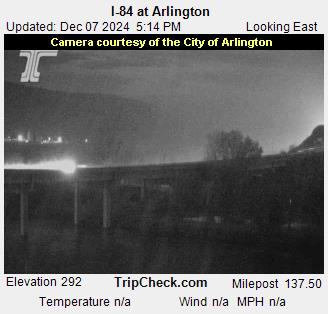 I-84 at Arlington
Updated: Dec 07 2024 5:14 PM Looking East
Camera courtesy of the City of Arlington
Elevation 292 TripCheck.com Milepost 137.50
Temperature n/a Wind n/a MPH n/a